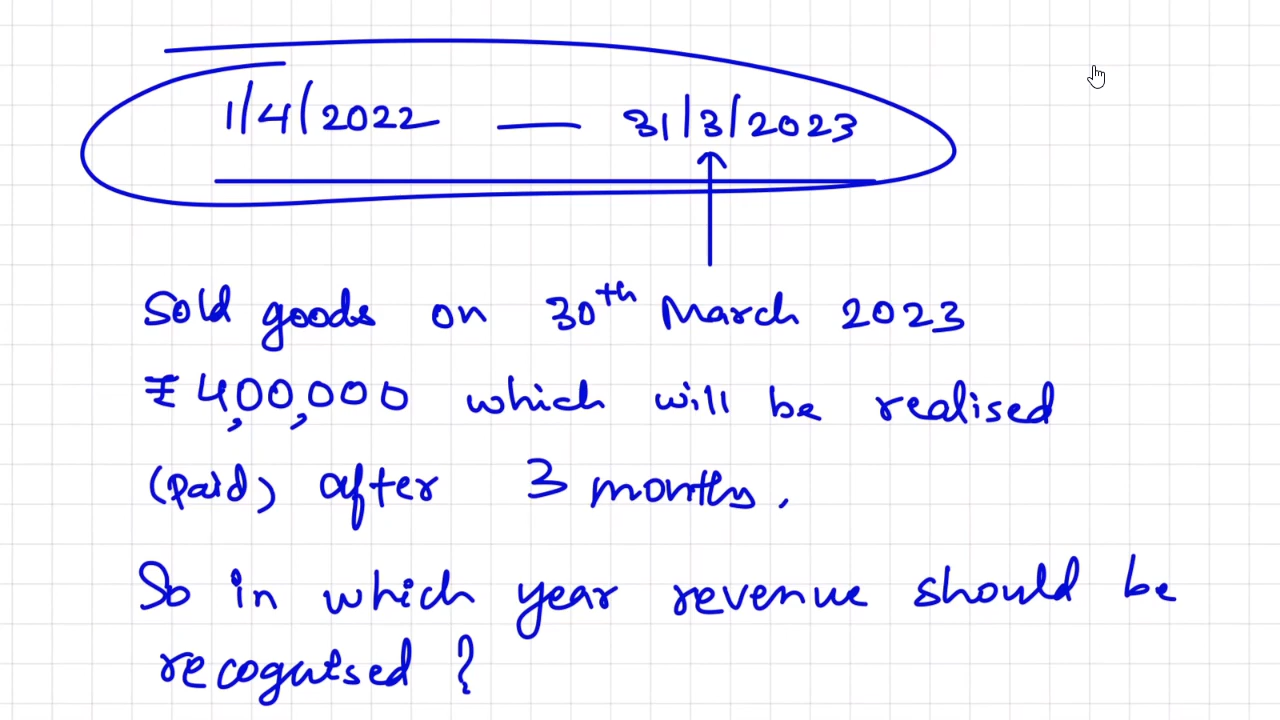 1/4/2022 — 31/3/2023
Sold goods on 30th March 2023
₹ 4,00,000 which will be realised
(paid) after 3 months.
So in which year revenue should be
recognised ?